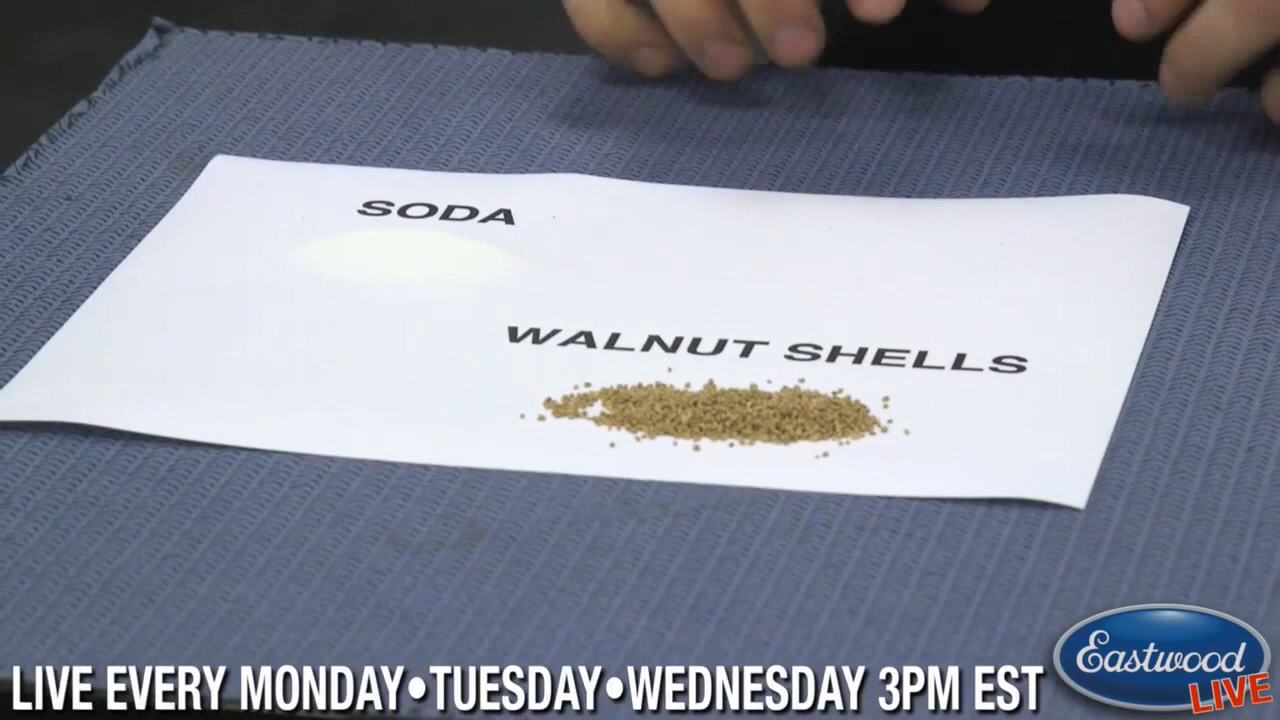 SODA
WALNUT SHELLS
LIVE EVERY MONDAY•TUESDAY•WEDNESDAY 3PM EST
Eastwood
LIVE